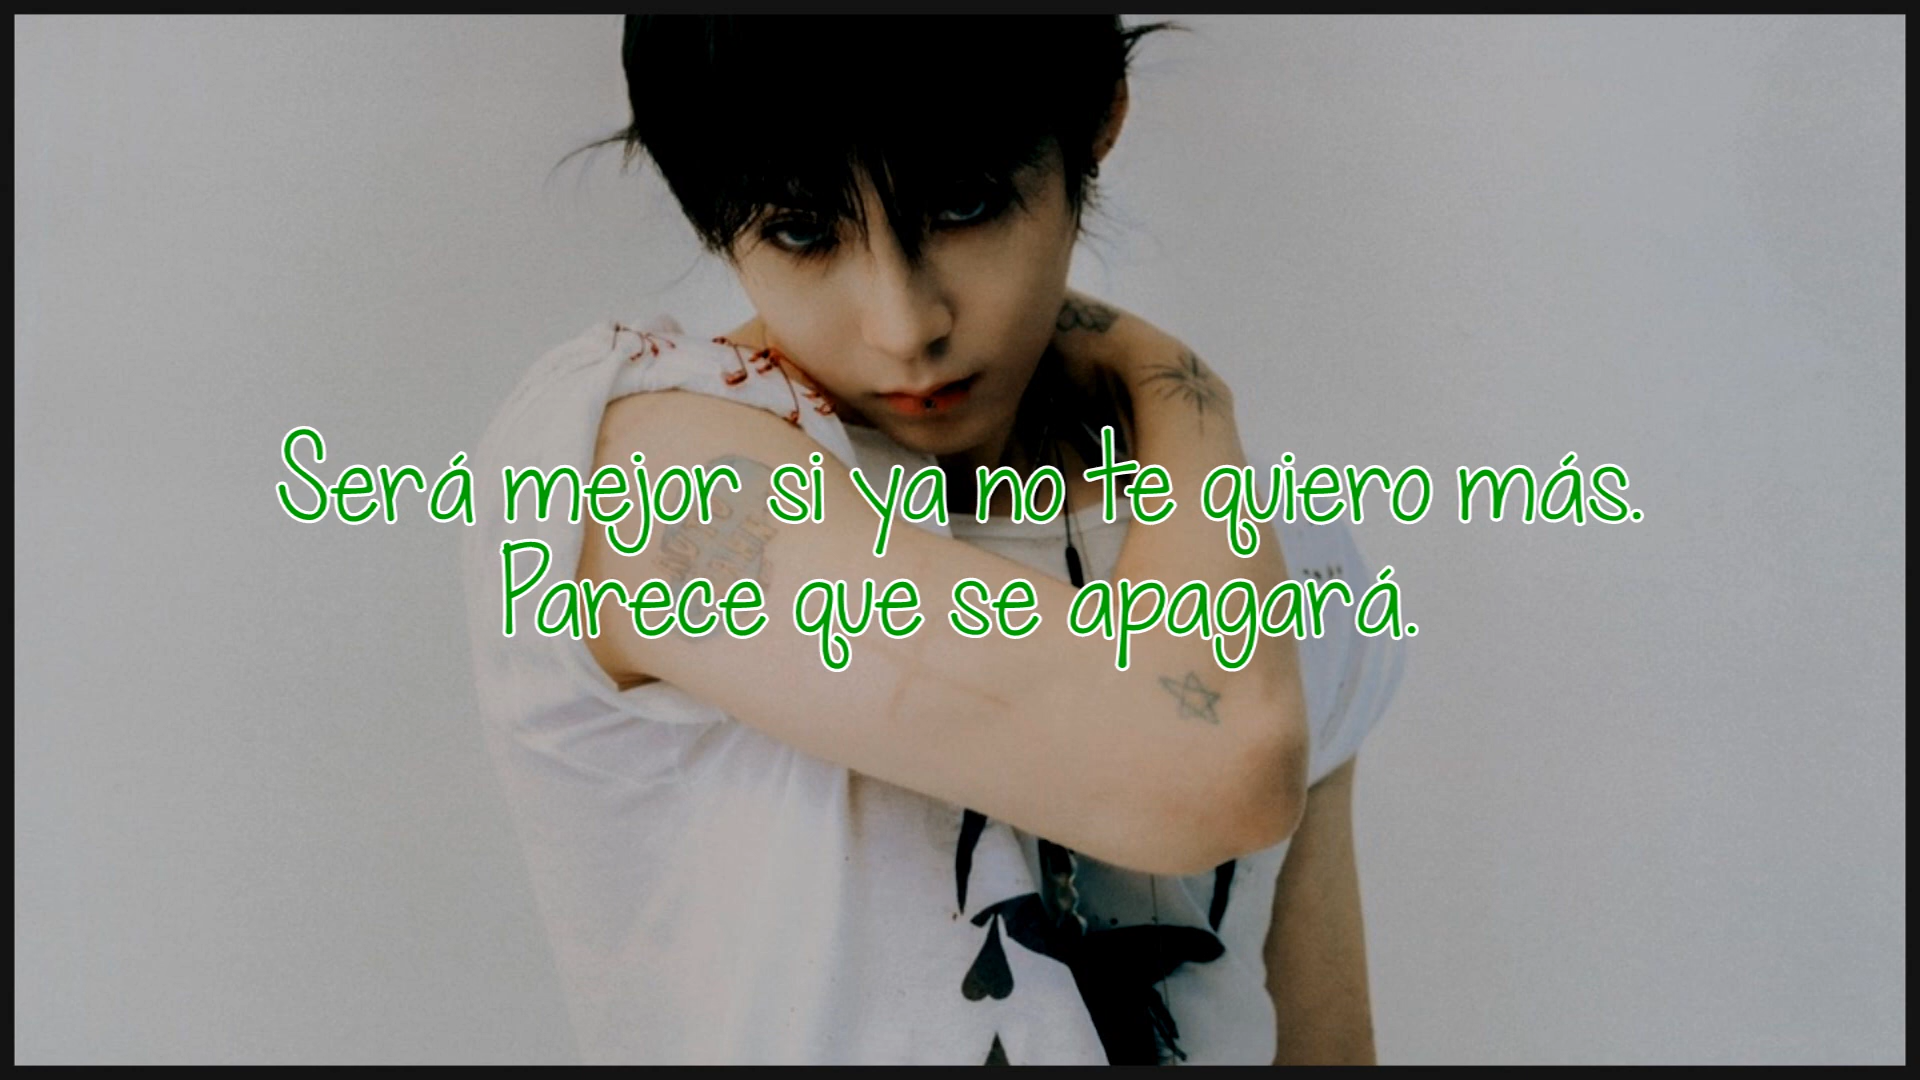 Será mejor si ya no te quiero más.
Parece que se apagará.